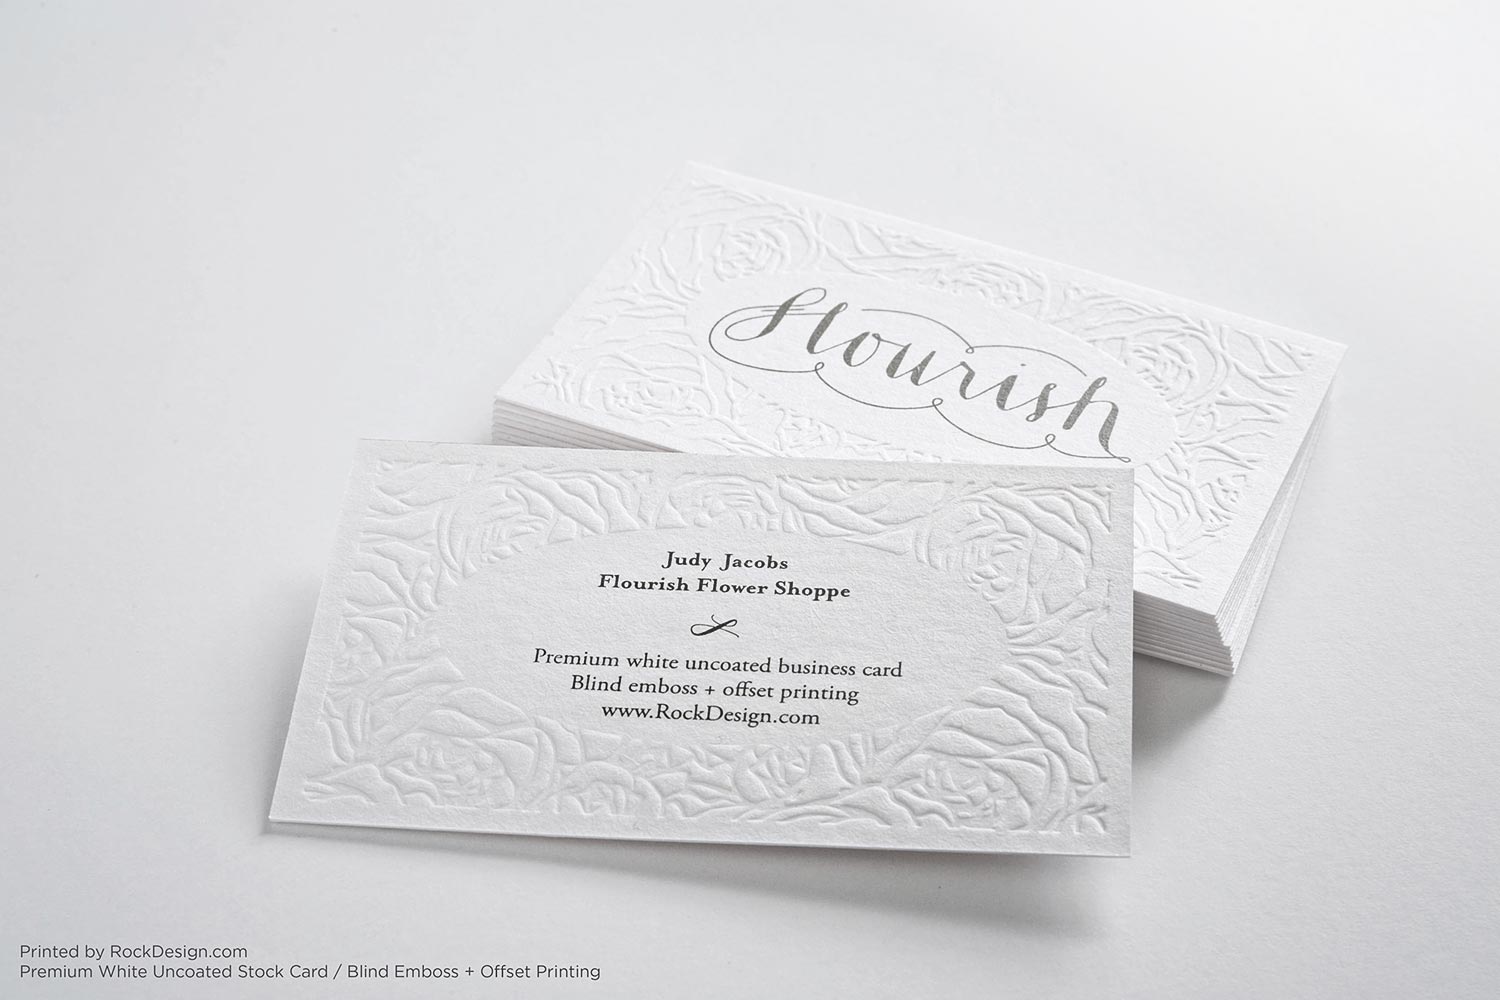 Flourish
Judy Jacobs
Flourish Flower Shoppe
Premium white uncoated business card
Blind emboss + offset printing
www.RockDesign.com
Printed by RockDesign.com
Premium White Uncoated Stock Card / Blind Emboss + Offset Printing